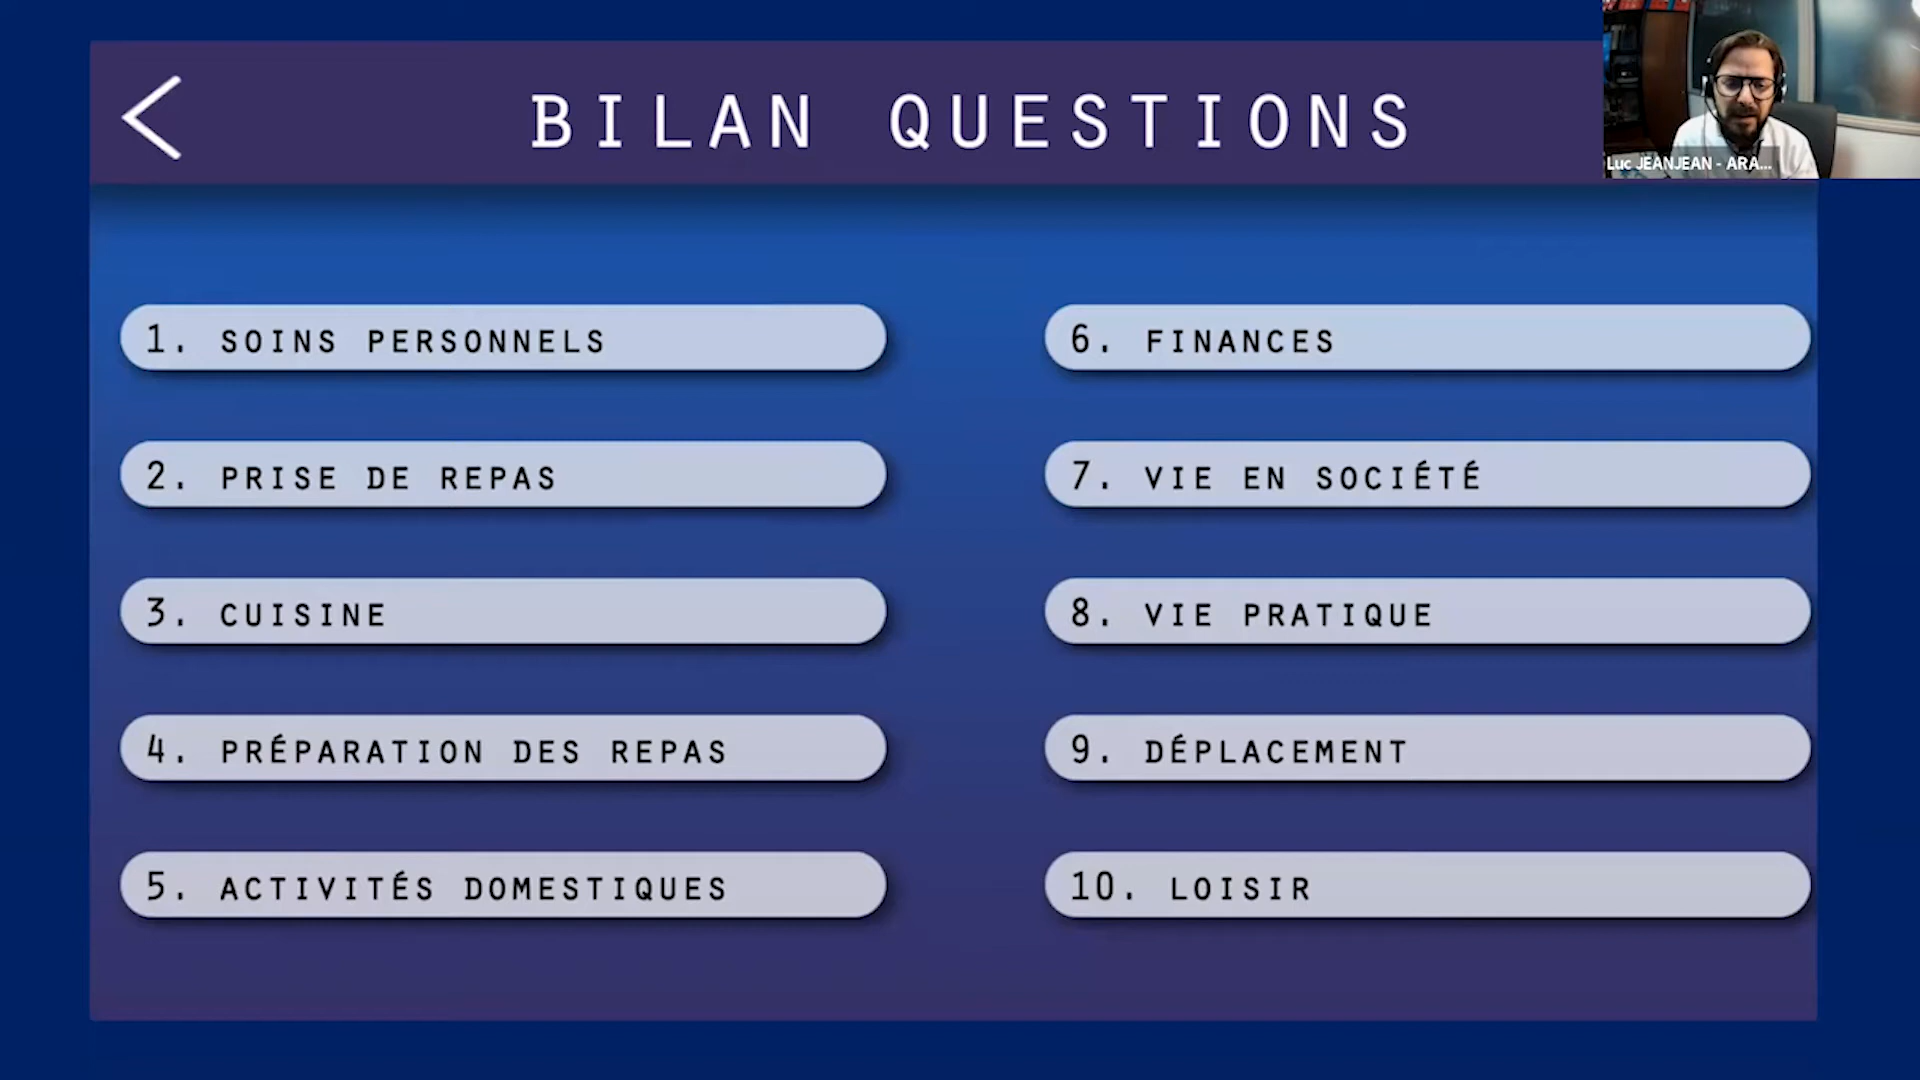 BILAN QUESTIONS
Luc JEANJEAN - ARA...
1. SOINS PERSONNELS
2. PRISE DE REPAS
3. CUISINE
4. PRÉPARATION DES REPAS
5. ACTIVITÉS DOMESTIQUES
6. FINANCES
7. VIE EN SOCIÉTÉ
8. VIE PRATIQUE
9. DÉPLACEMENT
10. LOISIR